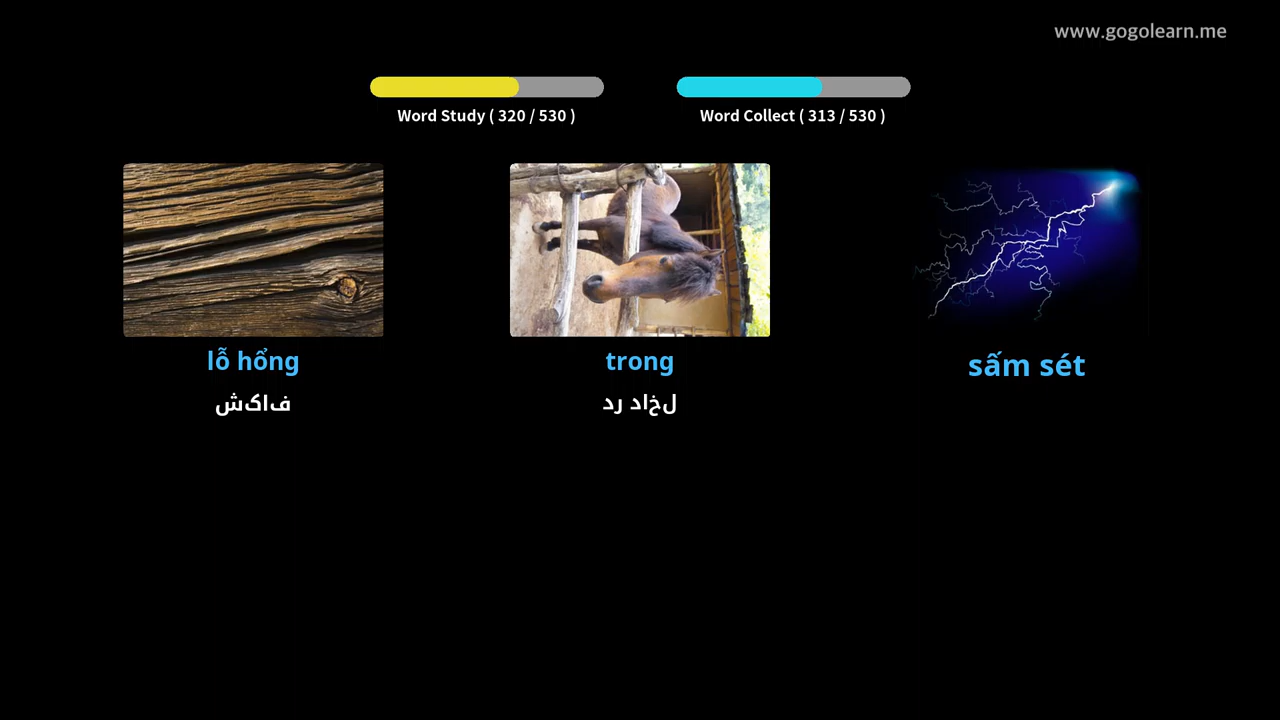 www.gogolearn.me
Word Study ( 320 / 530 )
Word Collect ( 313 / 530 )
lỗ hổng
trong
sấm sét
فاکش
لخاد رد